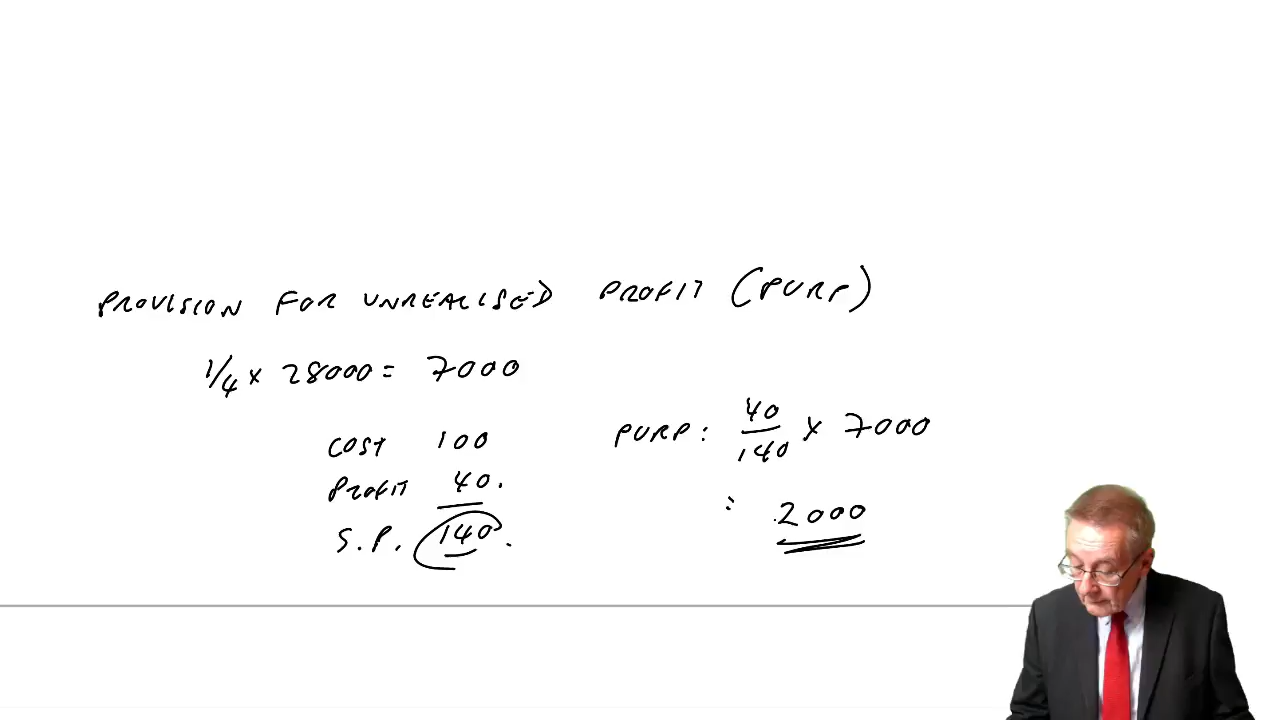 PROVISION FOR UNREALISED PROFIT (PURP)
1/4 × 28000 = 7000
COST 100
PROFIT 40.
S.P. 140.
PURP: 40/140 × 7000
: 2000